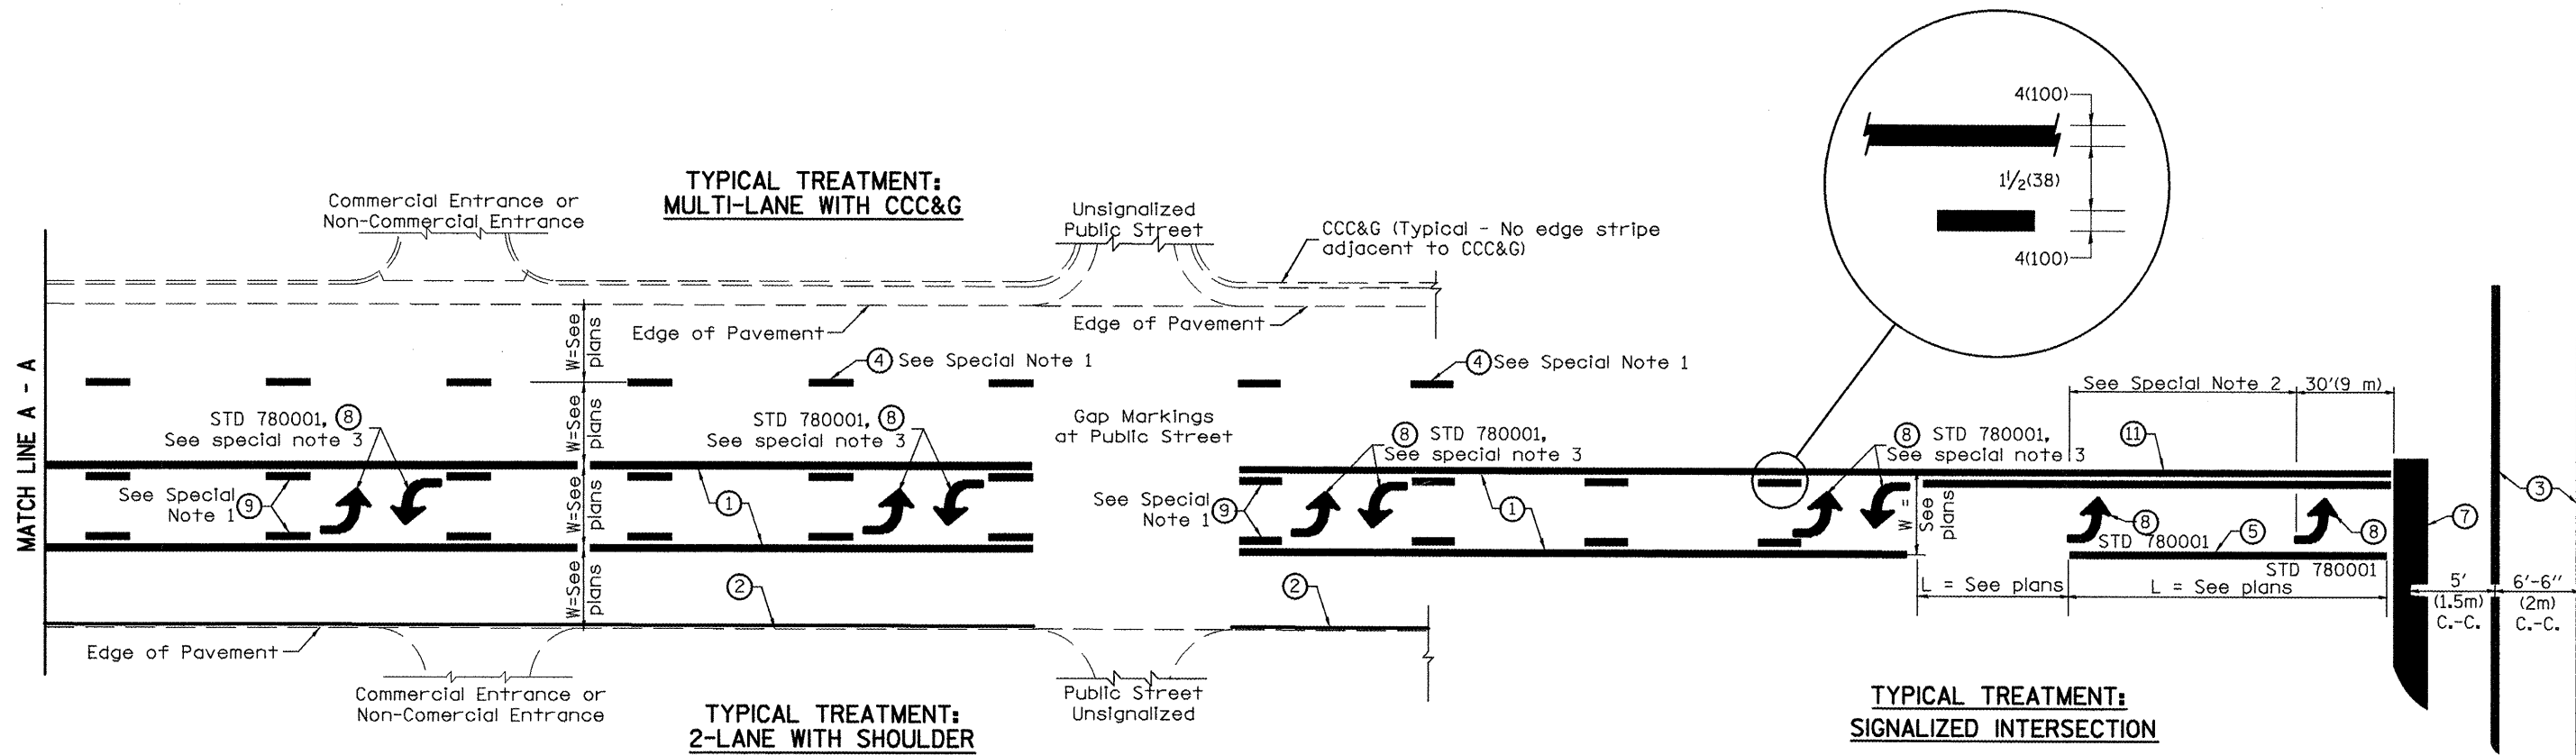 TYPICAL TREATMENT:
MULTI-LANE WITH CCC&G
Commercial Entrance or
Non-Commercial Entrance
Unsignalized
Public Street
CCC&G (Typical - No edge stripe
adjacent to CCC&G)
4(100)
1½(38)
4(100)
Edge of Pavement
Edge of Pavement
MATCH LINE A - A
W=See
plans
W=See
plans
W=See
plans
W=See
plans
4 See Special Note 1
4 See Special Note 1
STD 780001, 8
See special note 3
STD 780001, 8
See special note 3
Gap Markings
at Public Street
8 STD 780001,
See special note 3
8 STD 780001,
See special note 3
See Special Note 2
30'(9 m)
11
See Special
Note 1
9
1
See Special
Note 1
9
1
W =
See
plans
8
STD 780001
5
8
STD 780001
7
3
L = See plans
L = See plans
5'
(1.5m)
C.-C.
6'-6"
(2m)
C.-C.
2
2
Edge of Pavement
Commercial Entrance or
Non-Comercial Entrance
Public Street
Unsignalized
TYPICAL TREATMENT:
2-LANE WITH SHOULDER
TYPICAL TREATMENT:
SIGNALIZED INTERSECTION